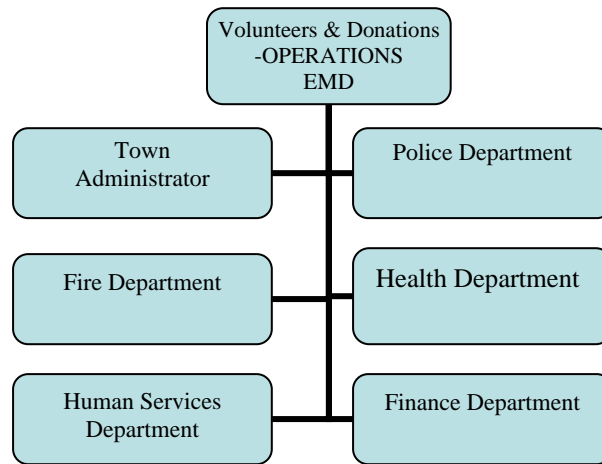 Volunteers & Donations
-OPERATIONS
EMD
Town
Administrator
Police Department
Fire Department
Health Department
Human Services
Department
Finance Department